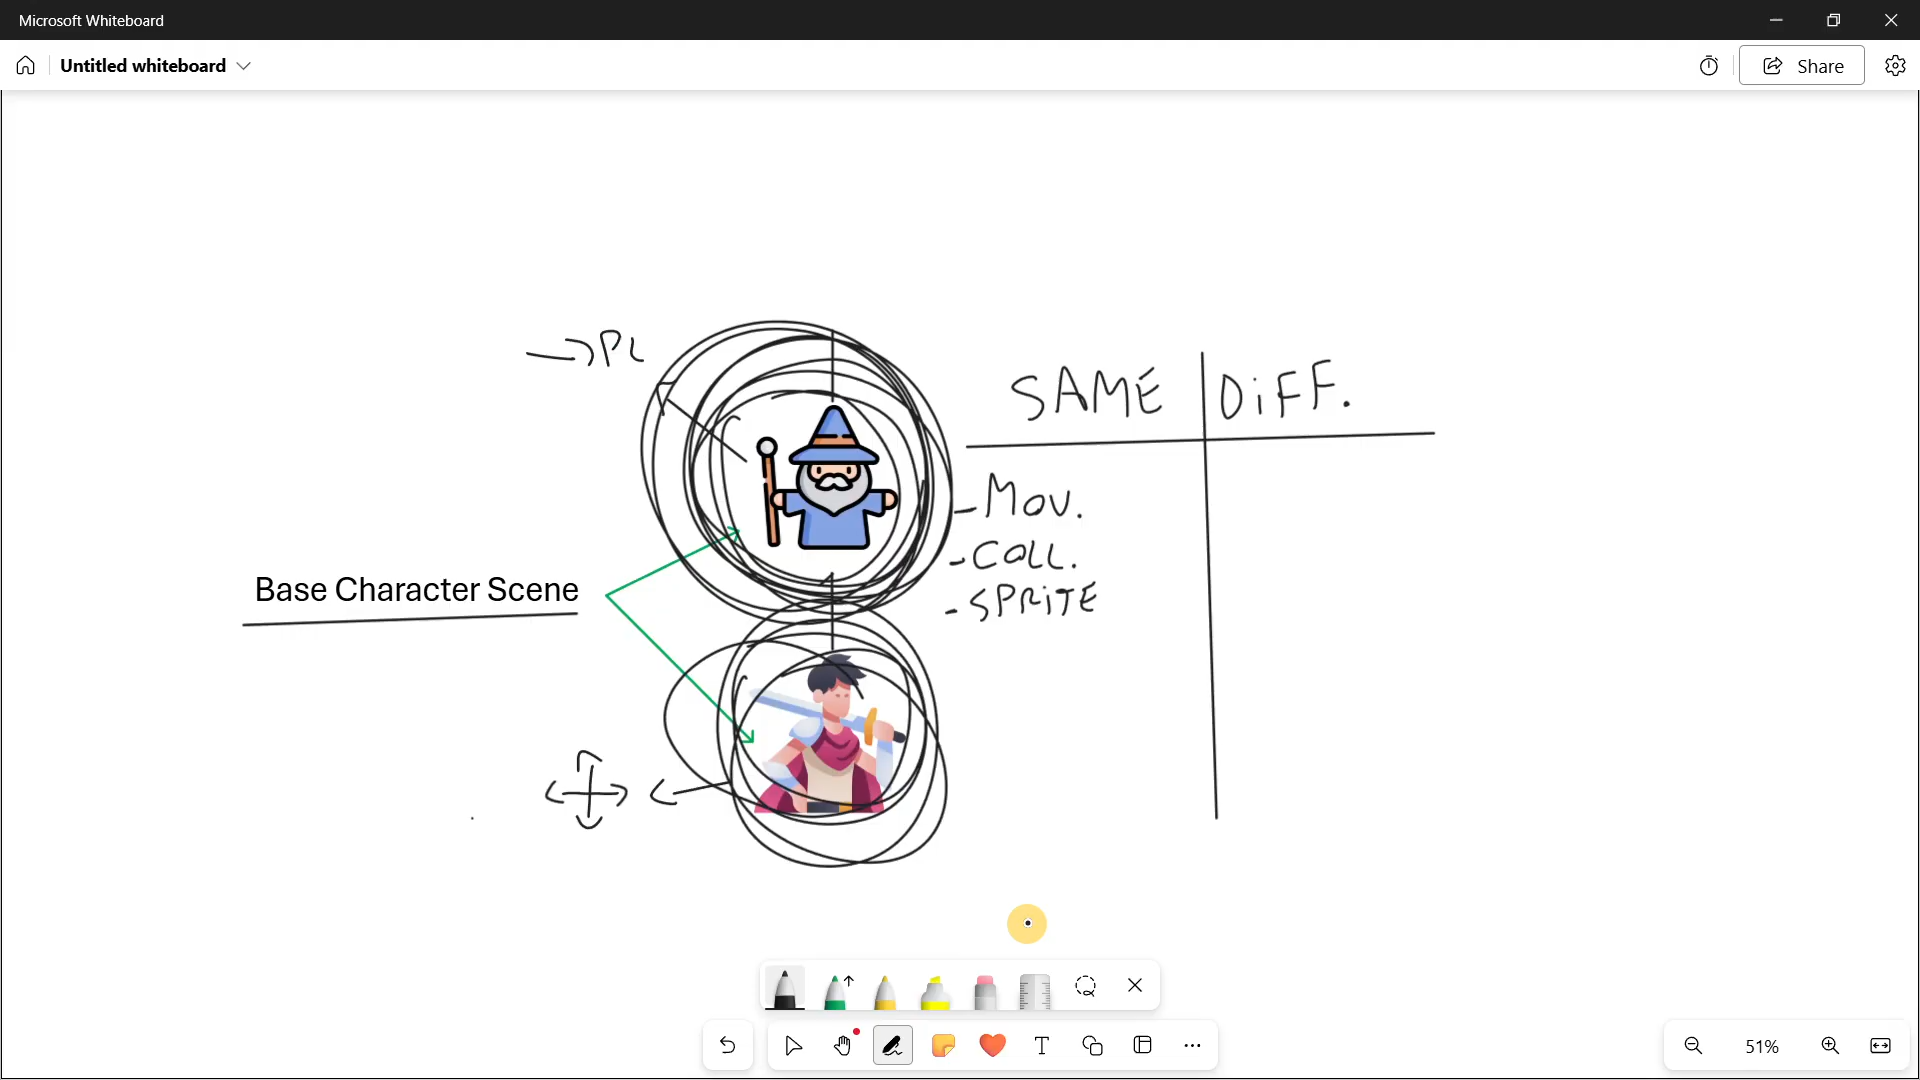 Microsoft Whiteboard
Untitled whiteboard
Share
→PL
SAME DiFF.
-Mov.
-COLL.
-SPRiTE
Base Character Scene
51%